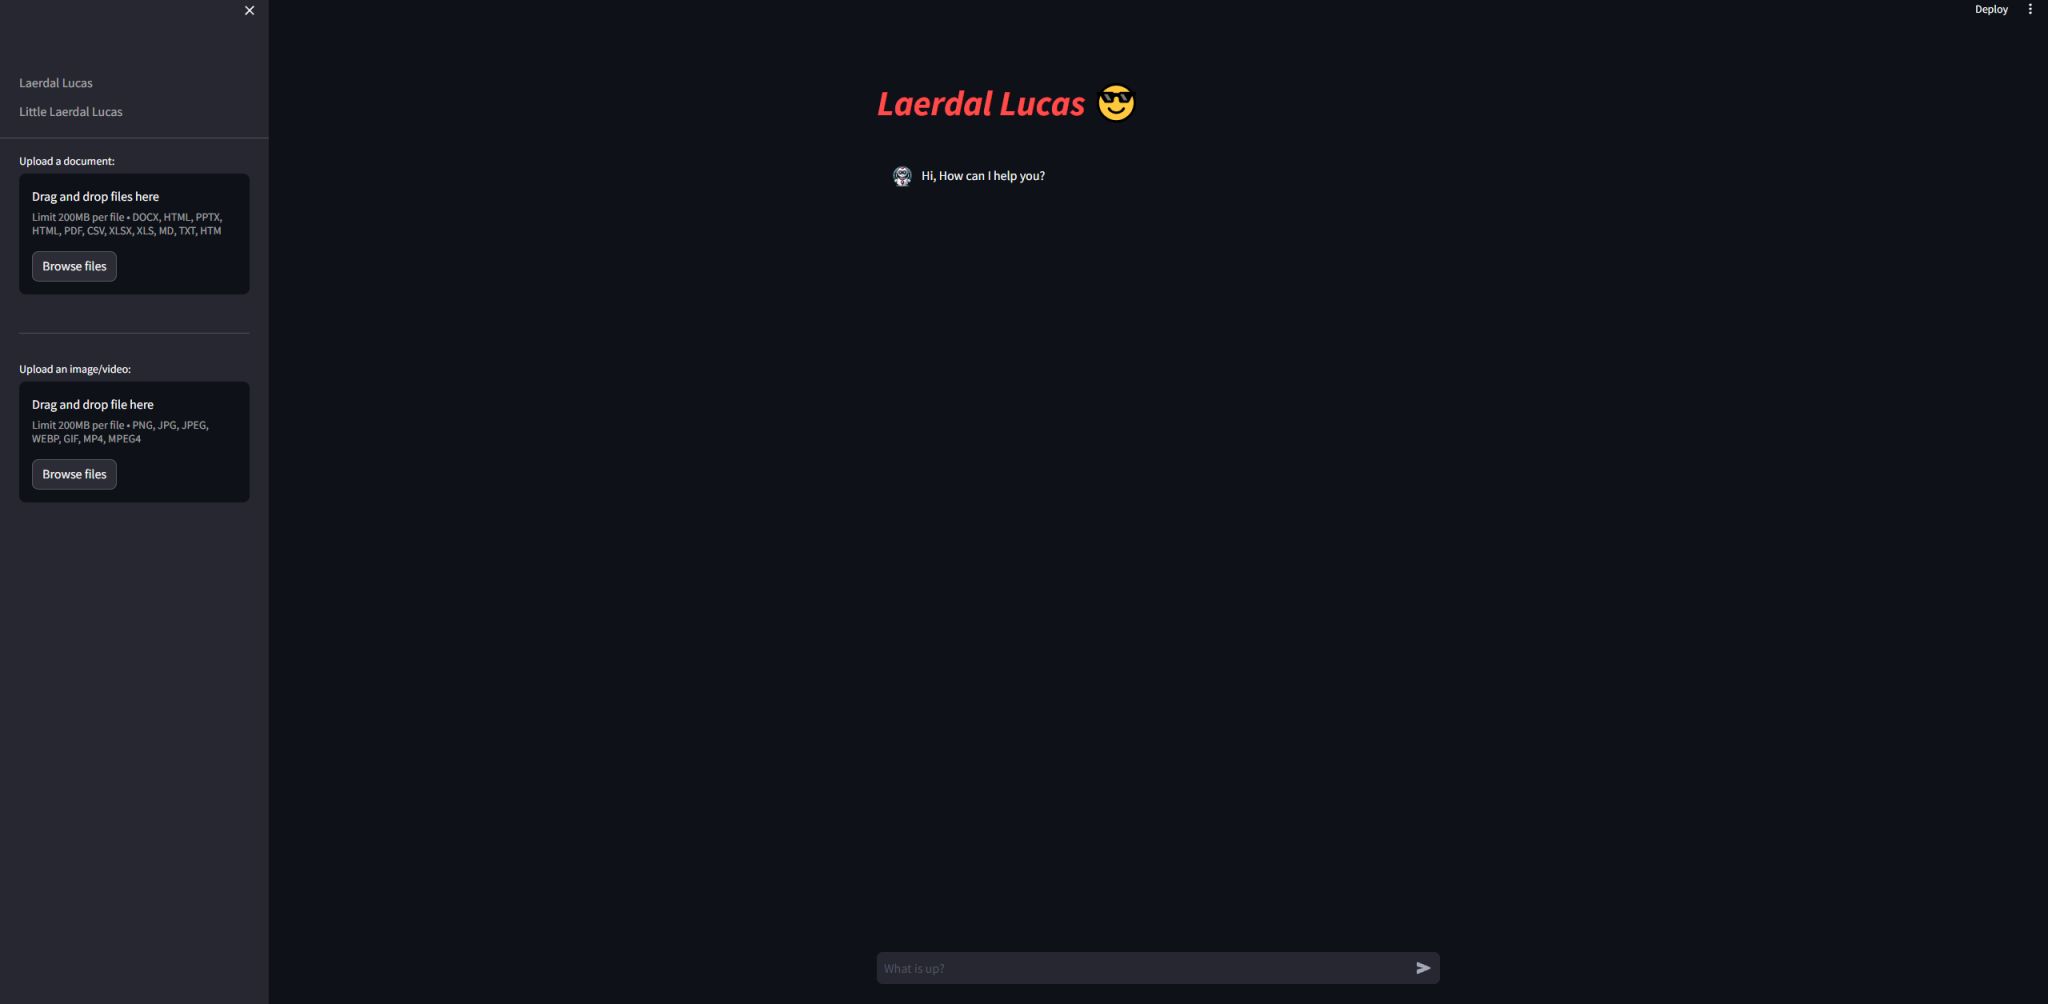 Deploy
Laerdal Lucas
Little Laerdal Lucas
Upload a document:
Drag and drop files here
Limit 200MB per file • DOCX, HTML, PPTX,
HTML, PDF, CSV, XLSX, XLS, MD, TXT, HTM
Browse files
Upload an image/video:
Drag and drop file here
Limit 200MB per file • PNG, JPG, JPEG,
WEBP, GIF, MP4, MPEG4
Browse files
Laerdal Lucas
Hi, How can I help you?
What is up?